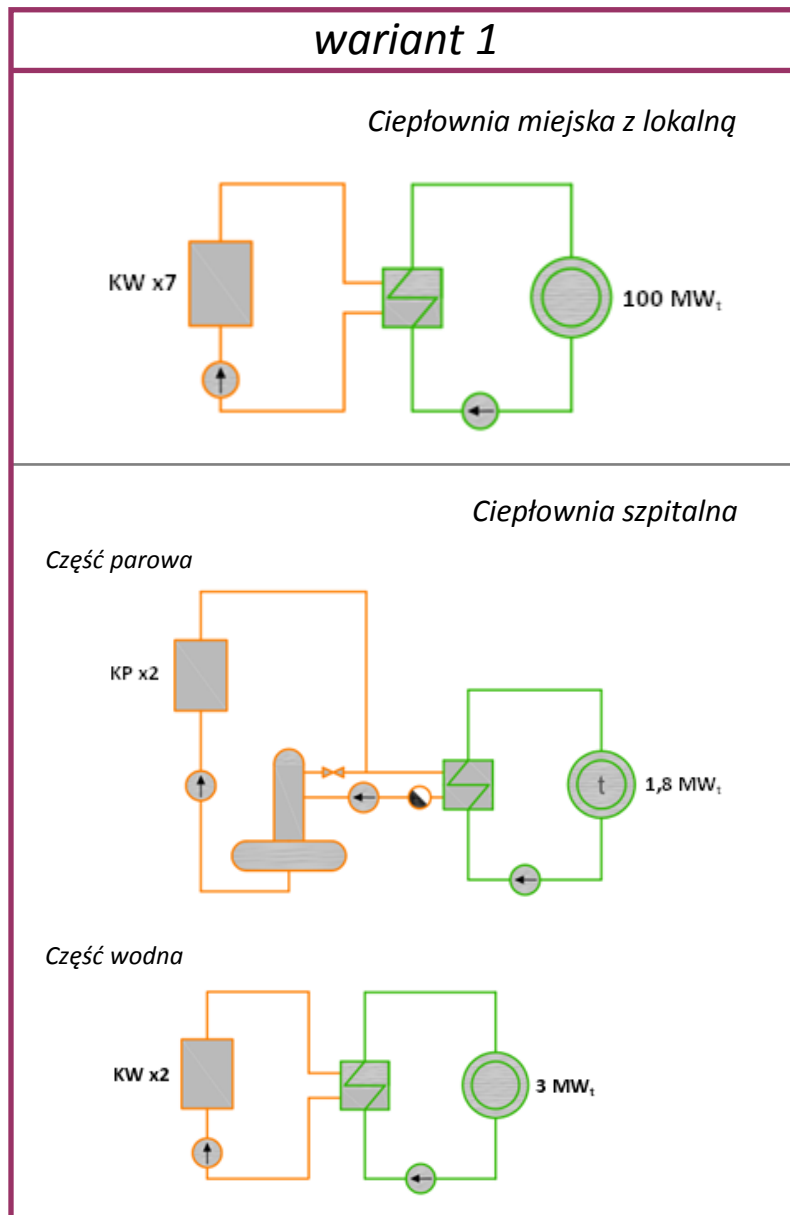 wariant 1
Ciepłownia miejska z lokalną
KW x7
100 MWₜ
Ciepłownia szpitalna
Część parowa
KP x2
t
1,8 MWₜ
Część wodna
KW x2
3 MWₜ